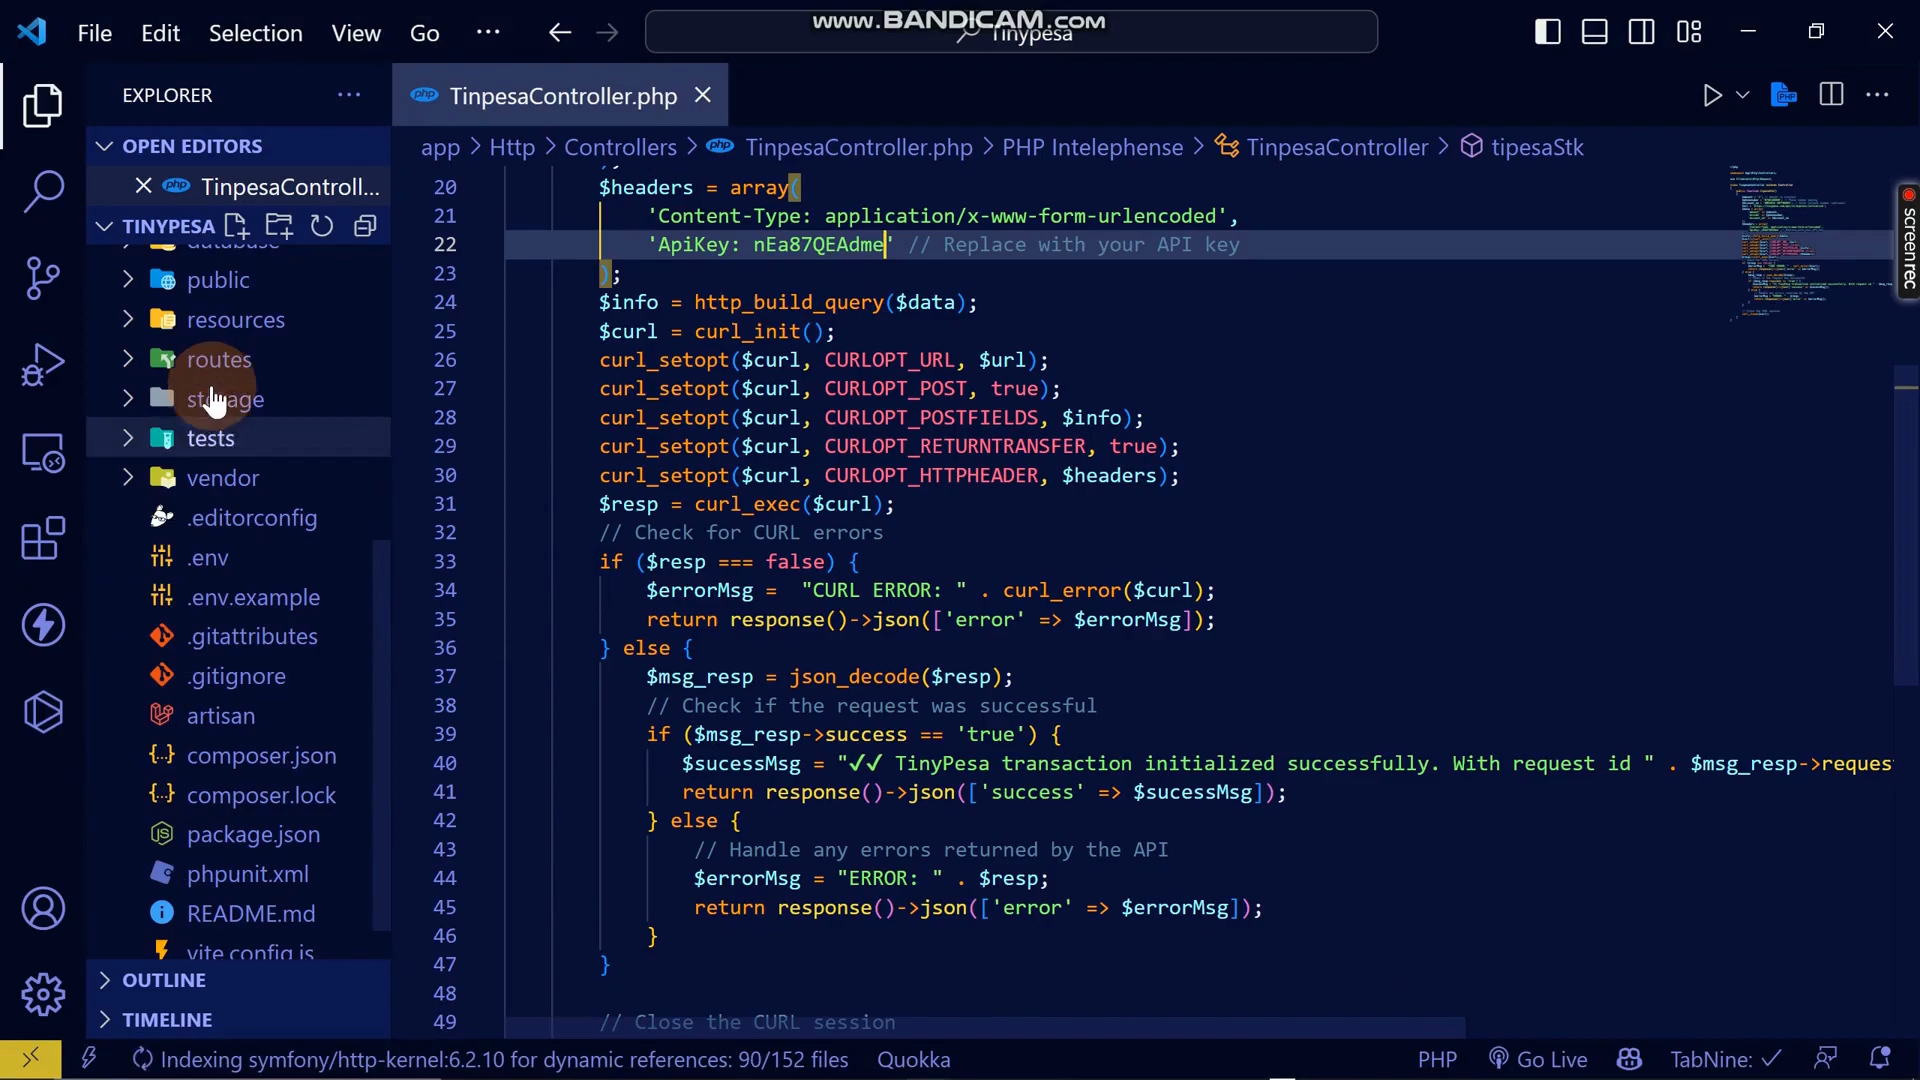 www.BANDICAM.com
File Edit Selection View Go ··· Tinypesa
EXPLORER ···
TinpesaController.php
OPEN EDITORS
TinpesaControll...
TINYPESA
database
public
resources
routes
storage
tests
vendor
.editorconfig
.env
.env.example
.gitattributes
.gitignore
artisan
composer.json
composer.lock
package.json
phpunit.xml
README.md
vite.config.js
OUTLINE
TIMELINE
app > Http > Controllers > TinpesaController.php > PHP Intelephense > TinpesaController > tipesaStk
20 $headers = array(
21 'Content-Type: application/x-www-form-urlencoded',
22 'ApiKey: nEa87QEAdme' // Replace with your API key
23 );
24 $info = http_build_query($data);
25 $curl = curl_init();
26 curl_setopt($curl, CURLOPT_URL, $url);
27 curl_setopt($curl, CURLOPT_POST, true);
28 curl_setopt($curl, CURLOPT_POSTFIELDS, $info);
29 curl_setopt($curl, CURLOPT_RETURNTRANSFER, true);
30 curl_setopt($curl, CURLOPT_HTTPHEADER, $headers);
31 $resp = curl_exec($curl);
32 // Check for CURL errors
33 if ($resp === false) {
34 $errorMsg =  "CURL ERROR: " . curl_error($curl);
35 return response()->json(['error' => $errorMsg]);
36 } else {
37 $msg_resp = json_decode($resp);
38 // Check if the request was successful
39 if ($msg_resp->success == 'true') {
40 $sucessMsg = "✓✓ TinyPesa transaction initialized successfully. With request id " . $msg_resp->reques
41 return response()->json(['success' => $sucessMsg]);
42 } else {
43 // Handle any errors returned by the API
44 $errorMsg = "ERROR: " . $resp;
45 return response()->json(['error' => $errorMsg]);
46 }
47 }
48
49 // Close the CURL session
screenrec
Indexing symfony/http-kernel:6.2.10 for dynamic references: 90/152 files Quokka PHP Go Live TabNine: ✓